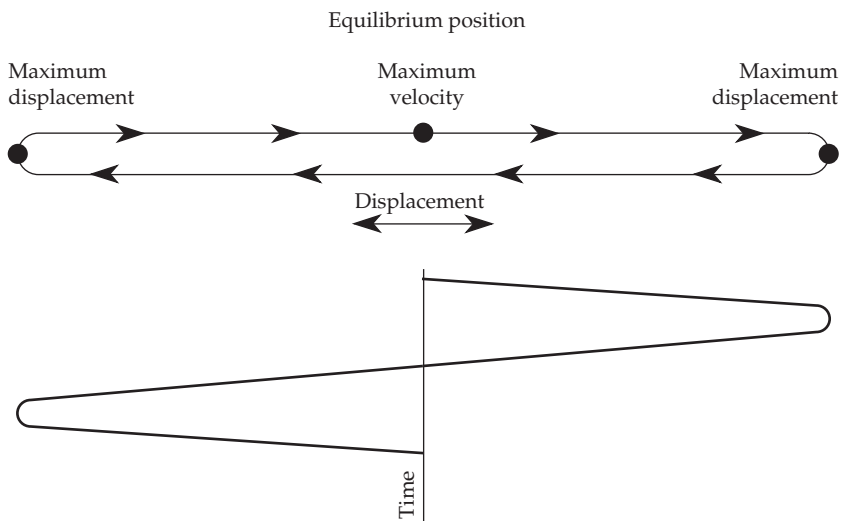 Equilibrium position
Maximum
displacement
Maximum
velocity
Maximum
displacement
Displacement
Time